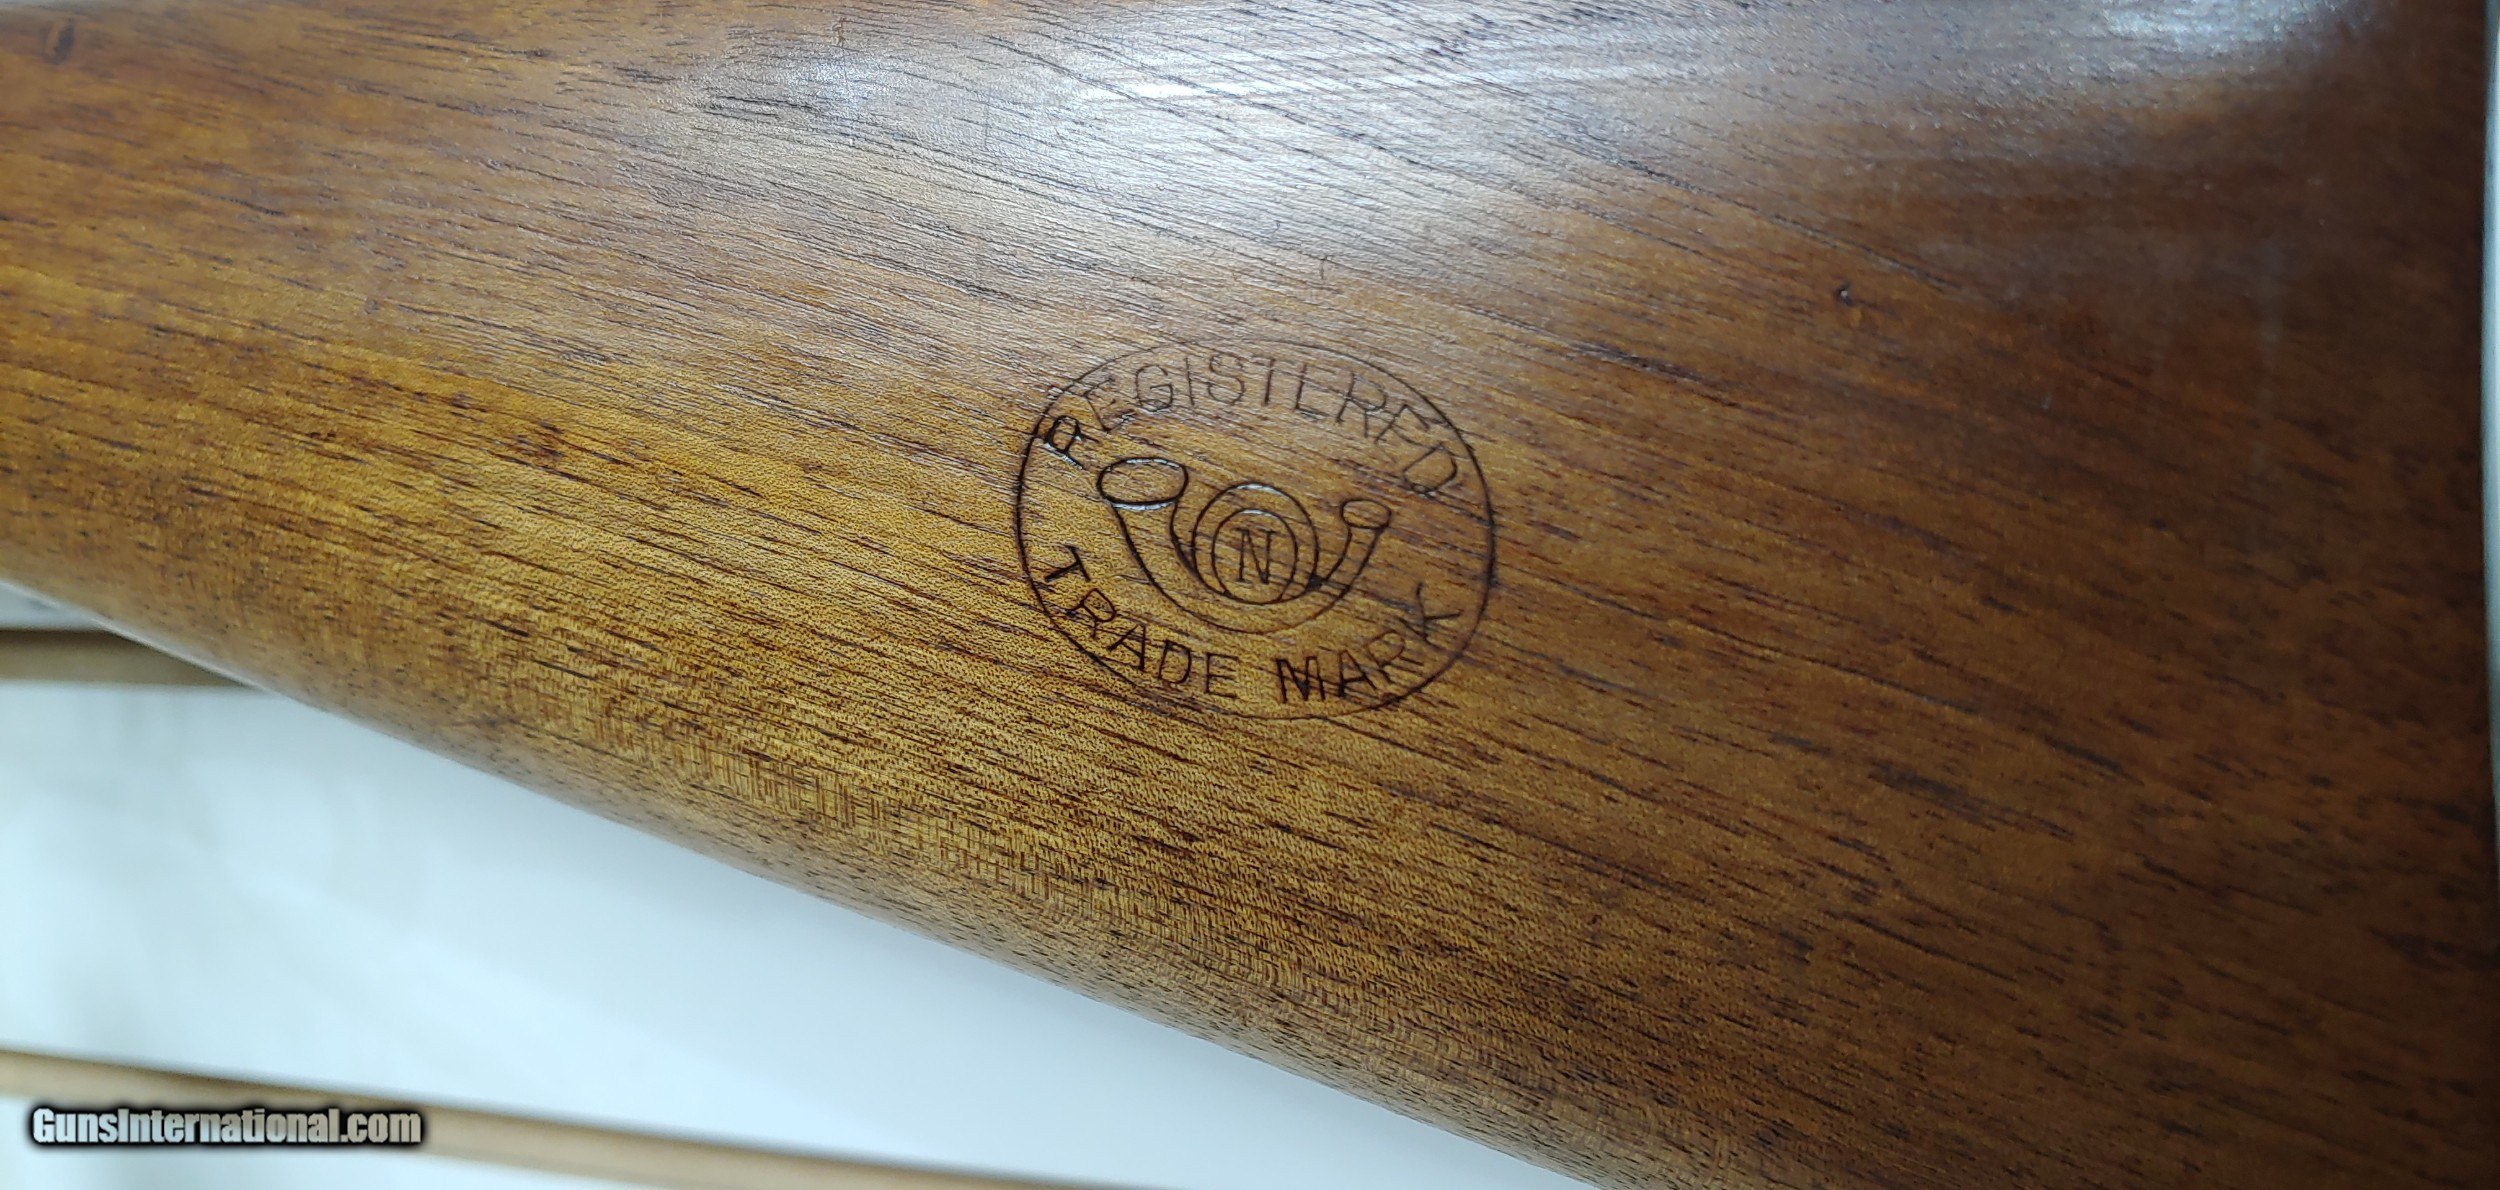 REGISTERED
N
TRADE MARK
GunsInternational.com